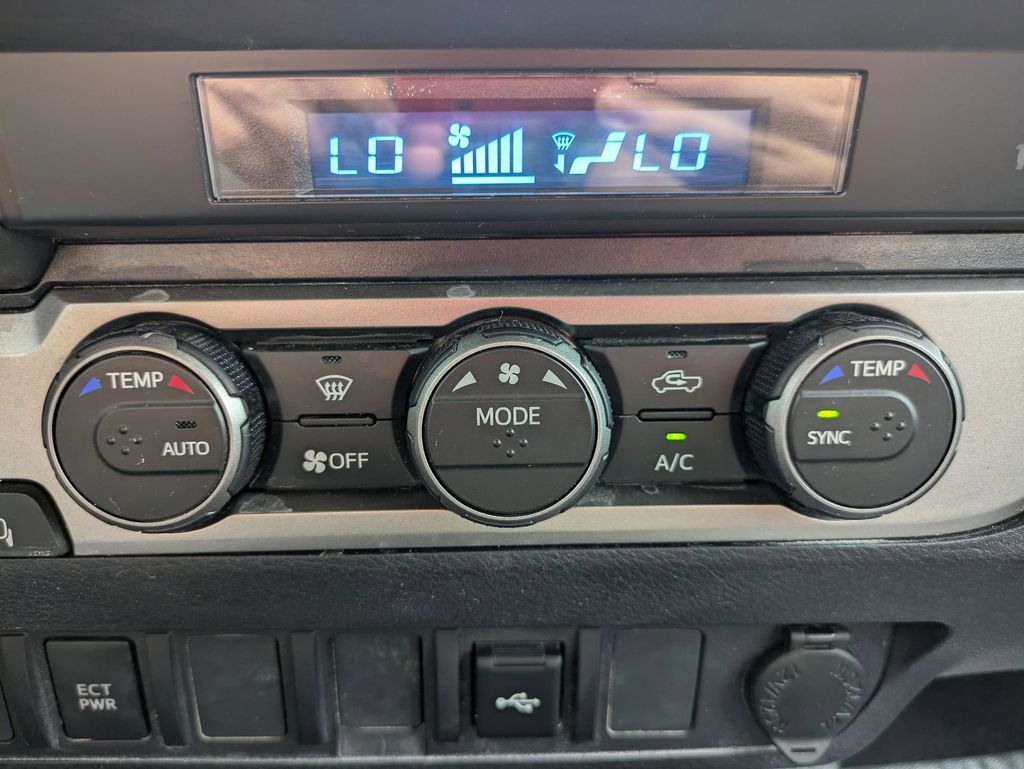 LO LO
TEMP
AUTO
OFF
MODE
A/C
TEMP
SYNC
ECT
PWR